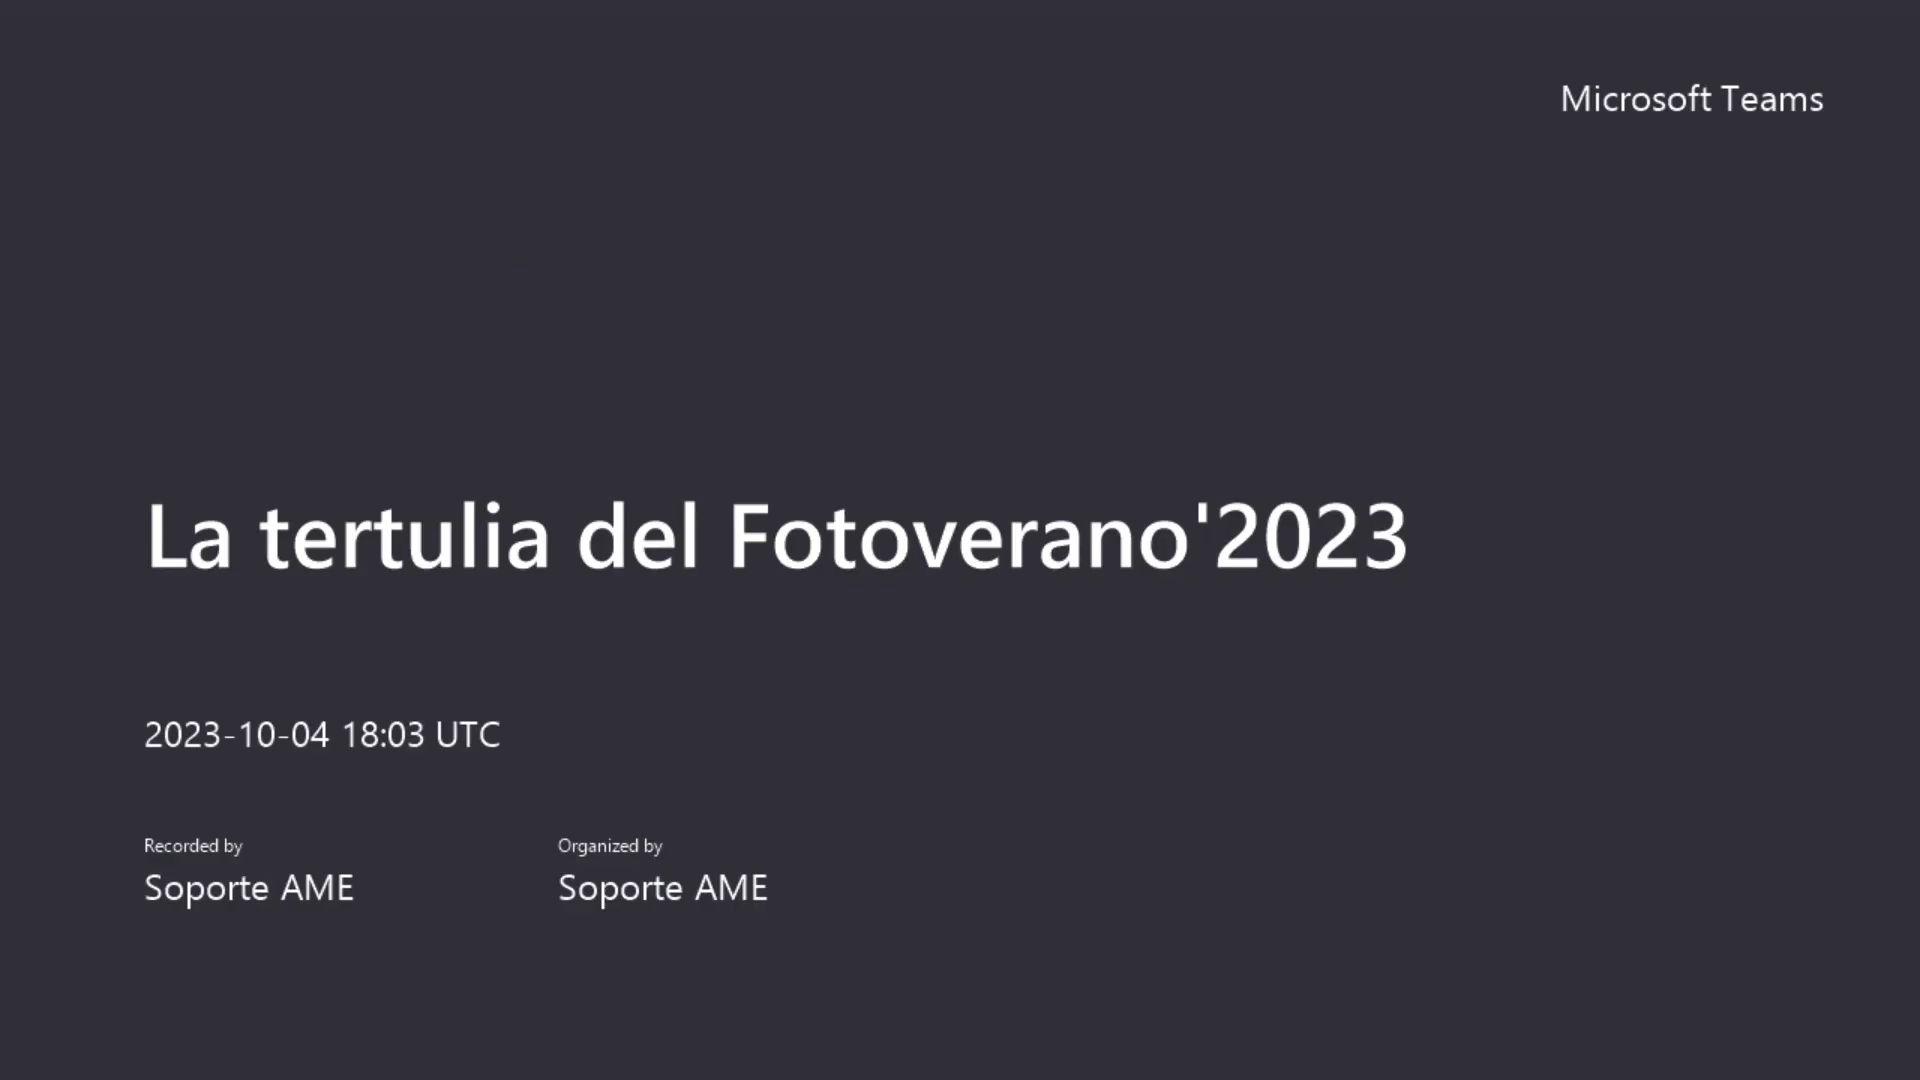 Microsoft Teams
La tertulia del Fotoverano'2023
2023-10-04 18:03 UTC
Recorded by
Organized by
Soporte AME
Soporte AME